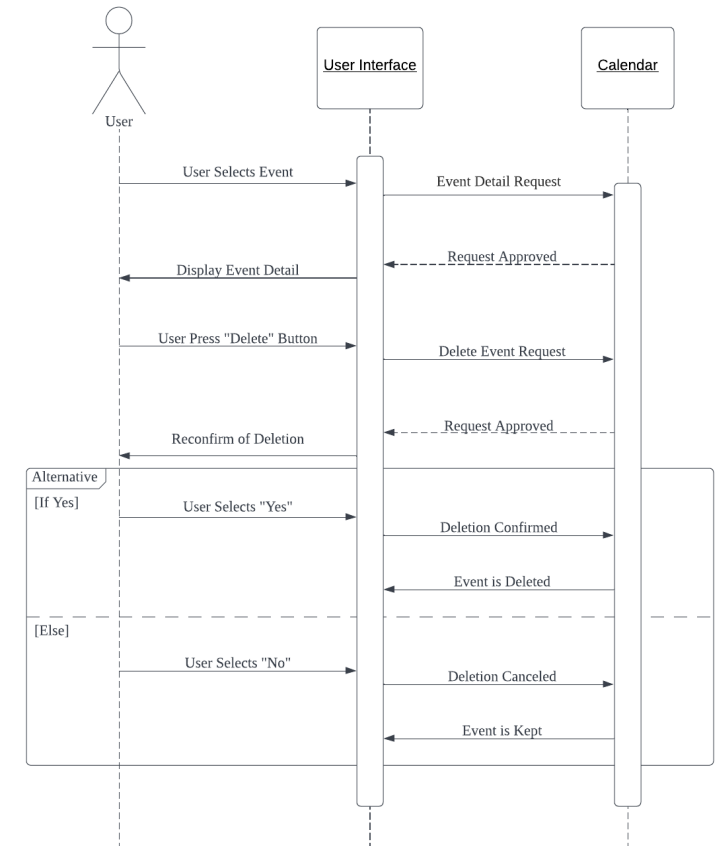 User Interface
Calendar
User
User Selects Event
Event Detail Request
Request Approved
Display Event Detail
User Press "Delete" Button
Delete Event Request
Request Approved
Reconfirm of Deletion
Alternative
[If Yes]
User Selects "Yes"
Deletion Confirmed
Event is Deleted
[Else]
User Selects "No"
Deletion Canceled
Event is Kept